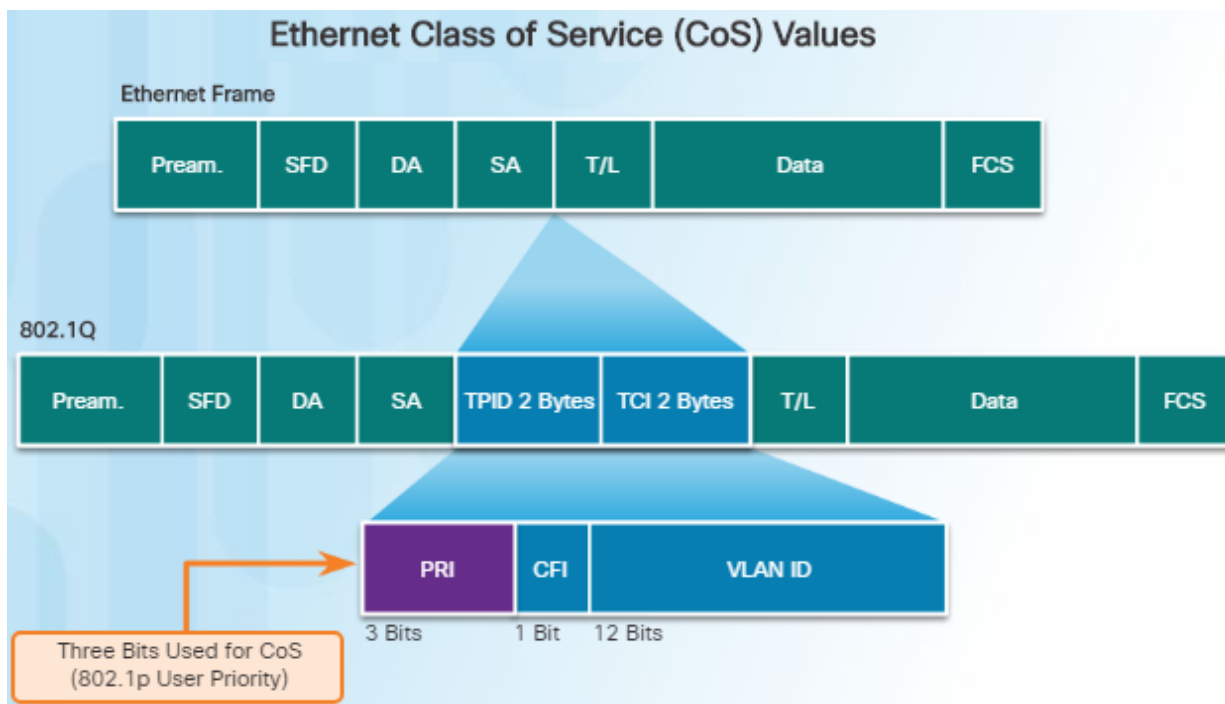 Ethernet Class of Service (CoS) Values
Ethernet Frame
Pream. SFD DA SA T/L Data FCS
802.1Q
Pream. SFD DA SA TPID 2 Bytes TCI 2 Bytes T/L Data FCS
PRI CFI VLAN ID
3 Bits 1 Bit 12 Bits
Three Bits Used for CoS
(802.1p User Priority)